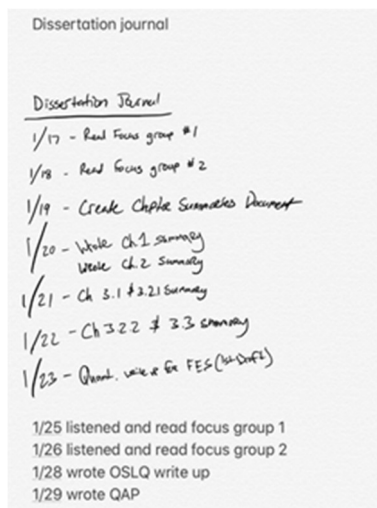 Dissertation journal
Dissertation Journal
1/17 - Read Focus group #1
1/18 - Read focus group #2
1/19 - Create Chpter Summaries Document
1/20 - Wrote Ch.1 summary
Wrote Ch.2 Summary
1/21 - Ch 3.1 & 3.21 Summary
1/22 - Ch 3.2.2 & 3.3 summary
1/23 - Quant. write up for FES (1st Draft)
1/25 listened and read focus group 1
1/26 listened and read focus group 2
1/28 wrote OSLQ write up
1/29 wrote QAP